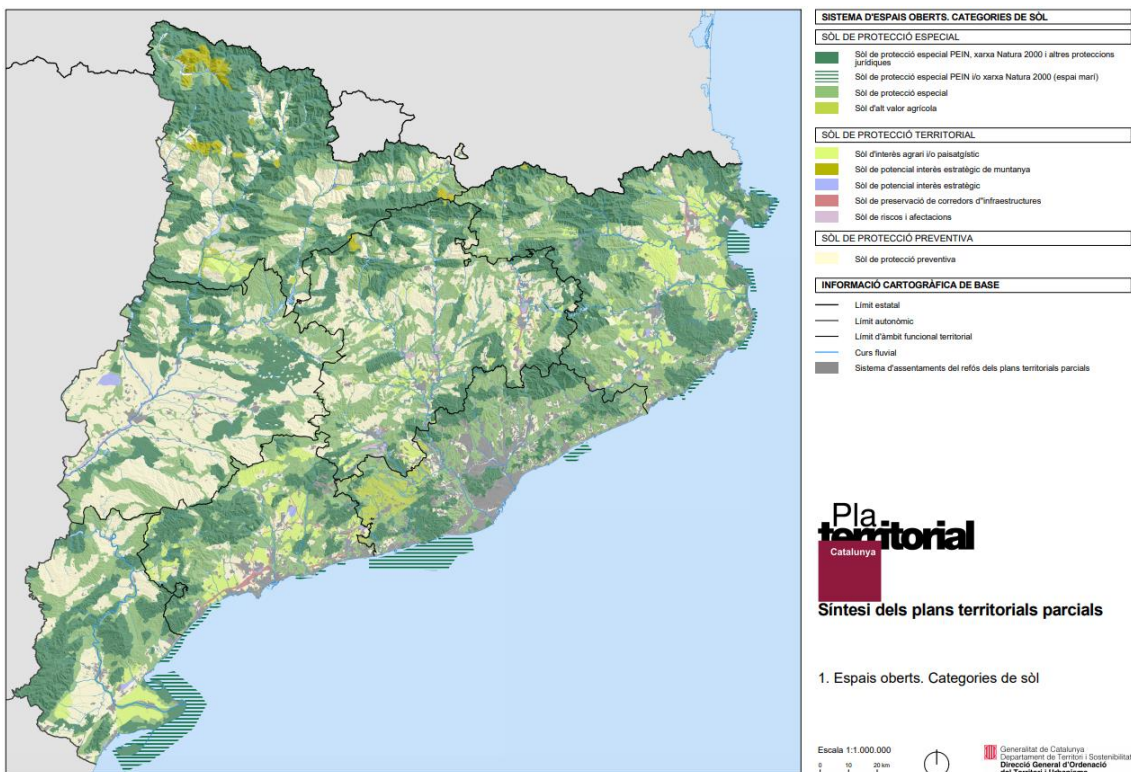 SISTEMA D'ESPAIS OBERTS. CATEGORIES DE SÒL
SÒL DE PROTECCIÓ ESPECIAL
Sòl de protecció especial PEIN, xarxa Natura 2000 i altres proteccions
jurídiques
Sòl de protecció especial PEIN i/o xarxa Natura 2000 (espai marí)
Sòl de protecció especial
Sòl d'alt valor agrícola
SÒL DE PROTECCIÓ TERRITORIAL
Sòl d'interès agrari i/o paisatgístic
Sòl de potencial interès estratègic de muntanya
Sòl de potencial interès estratègic
Sòl de preservació de corredors d"infraestructures
Sòl de riscos i afectacions
SÒL DE PROTECCIÓ PREVENTIVA
Sòl de protecció preventiva
INFORMACIÓ CARTOGRÀFICA DE BASE
Límit estatal
Límit autonòmic
Límit d'àmbit funcional territorial
Curs fluvial
Sistema d'assentaments del refós dels plans territorials parcials
Pla
territorial
Catalunya
Síntesi dels plans territorials parcials
1. Espais oberts. Categories de sòl
Escala 1:1.000.000
0 10 20 km
Generalitat de Catalunya
Departament de Territori i Sostenibilitat
Direcció General d'Ordenació
del Territori i Urbanisme